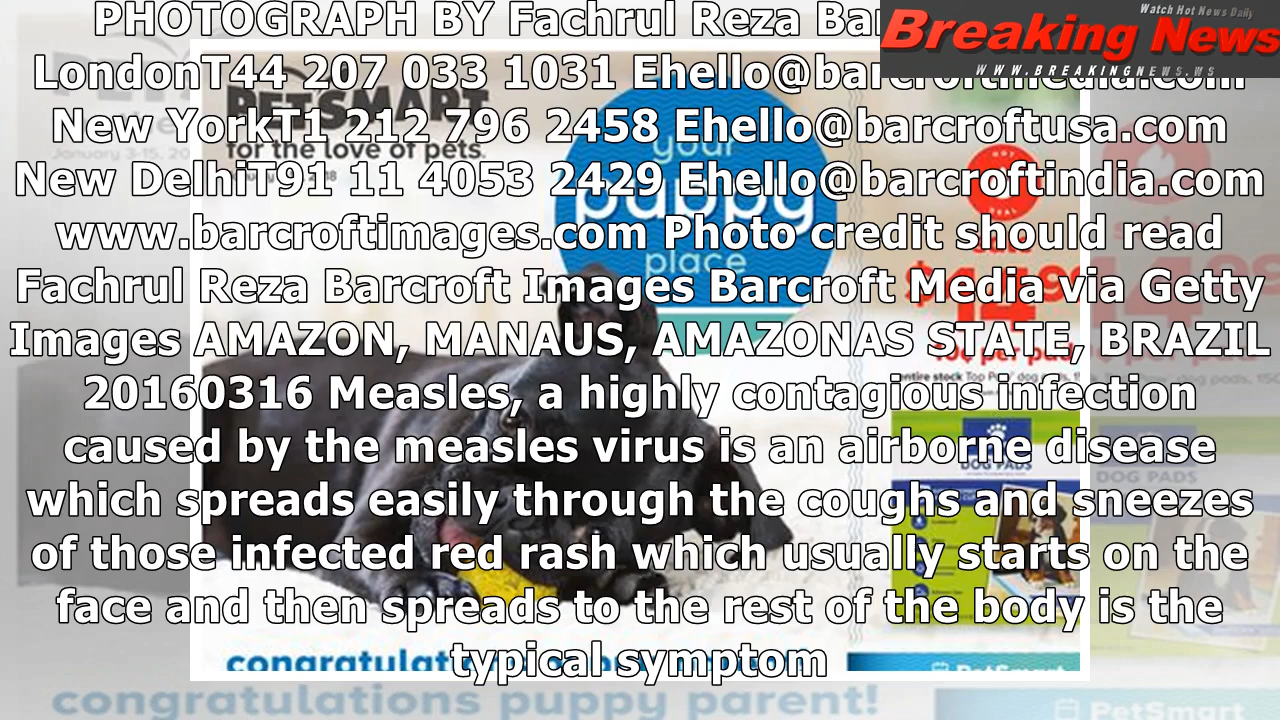 PHOTOGRAPH BY Fachrul Reza
Watch Hot News Daily
Breaking News
WWW.BREAKINGNEWS.WS
LondonT44 207 033 1031 Ehello@barcroftmedia.com
New YorkT1 212 796 2458 Ehello@barcroftusa.com
New DelhiT91 11 4053 2429 Ehello@barcroftindia.com
www.barcroftimages.com Photo credit should read
Fachrul Reza Barcroft Images Barcroft Media via Getty
Images AMAZON, MANAUS, AMAZONAS STATE, BRAZIL
20160316 Measles, a highly contagious infection
caused by the measles virus is an airborne disease
which spreads easily through the coughs and sneezes
of those infected red rash which usually starts on the
face and then spreads to the rest of the body is the
typical symptom
PETSMART
for the love of pets.
your
puppy
place
DOG PADS
PetSmart
congratulations puppy parent!
PetSmart